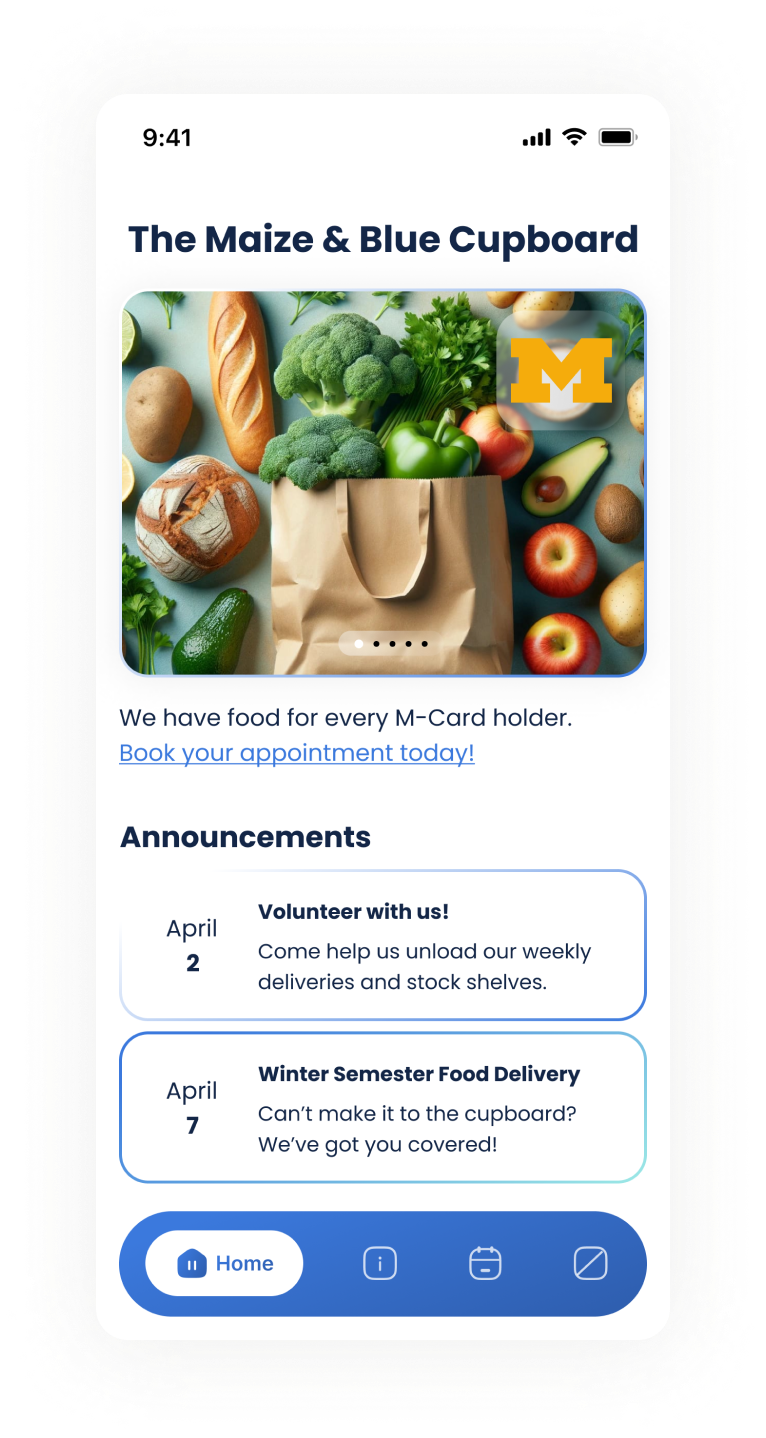 9:41
The Maize & Blue Cupboard
M
We have food for every M-Card holder.
Book your appointment today!
Announcements
April
2
Volunteer with us!
Come help us unload our weekly
deliveries and stock shelves.
April
7
Winter Semester Food Delivery
Can’t make it to the cupboard?
We’ve got you covered!
Home